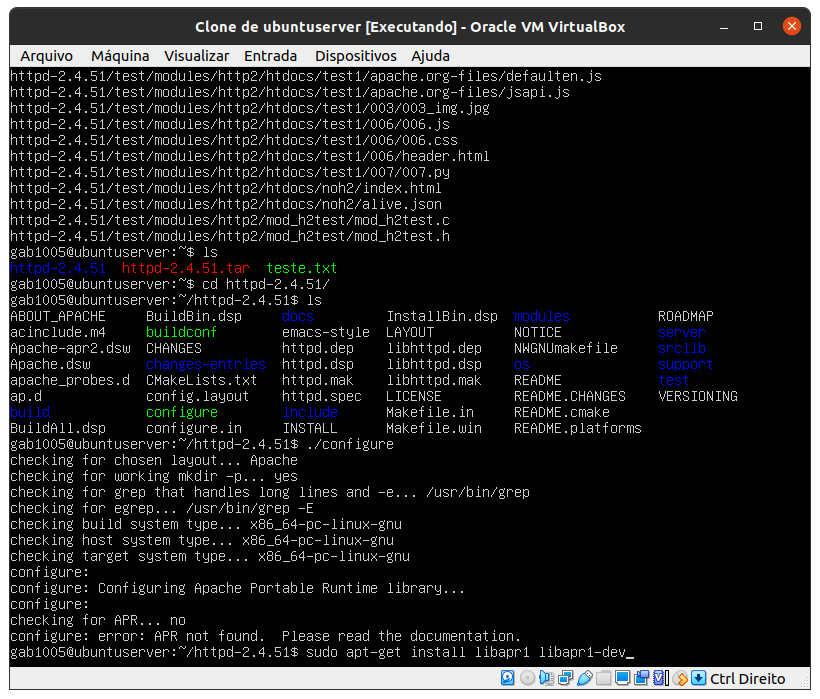 Clone de ubuntuserver [Executando] - Oracle VM VirtualBox
Arquivo Máquina Visualizar Entrada Dispositivos Ajuda
httpd-2.4.51/test/modules/http2/htdocs/test1/apache.org-files/defaulten.js
httpd-2.4.51/test/modules/http2/htdocs/test1/apache.org-files/jsapi.js
httpd-2.4.51/test/modules/http2/htdocs/test1/003/003_img.jpg
httpd-2.4.51/test/modules/http2/htdocs/test1/006/006.js
httpd-2.4.51/test/modules/http2/htdocs/test1/006/006.css
httpd-2.4.51/test/modules/http2/htdocs/test1/006/header.html
httpd-2.4.51/test/modules/http2/htdocs/test1/007/007.py
httpd-2.4.51/test/modules/http2/htdocs/noh2/index.html
httpd-2.4.51/test/modules/http2/htdocs/noh2/alive.json
httpd-2.4.51/test/modules/http2/mod_h2test/mod_h2test.c
httpd-2.4.51/test/modules/http2/mod_h2test/mod_h2test.h
gab1005@ubuntuserver:~$ ls
httpd-2.4.51 httpd-2.4.51.tar teste.txt
gab1005@ubuntuserver:~$ cd httpd-2.4.51/
gab1005@ubuntuserver:~/httpd-2.4.51$ ls
ABOUT_APACHE BuildBin.dsp docs InstallBin.dsp modules ROADMAP
acinclude.m4 buildconf emacs-style LAYOUT NOTICE server
Apache-apr2.dsw CHANGES httpd.dep libhttpd.dep NWGNUmakefile srclib
Apache.dsw changes-entries httpd.dsp libhttpd.dsp os support
apache_probes.d CMakeLists.txt httpd.mak libhttpd.mak README test
ap.d config.layout httpd.spec LICENSE README.CHANGES VERSIONING
build configure include Makefile.in README.cmake
BuildAll.dsp configure.in INSTALL Makefile.win README.platforms
gab1005@ubuntuserver:~/httpd-2.4.51$ ./configure
checking for chosen layout... Apache
checking for working mkdir -p... yes
checking for grep that handles long lines and -e... /usr/bin/grep
checking for egrep... /usr/bin/grep -E
checking build system type... x86_64-pc-linux-gnu
checking host system type... x86_64-pc-linux-gnu
checking target system type... x86_64-pc-linux-gnu
configure:
configure: Configuring Apache Portable Runtime library...
configure:
checking for APR... no
configure: error: APR not found.  Please read the documentation.
gab1005@ubuntuserver:~/httpd-2.4.51$ sudo apt-get install libapr1 libapr1-dev_
Ctrl Direito